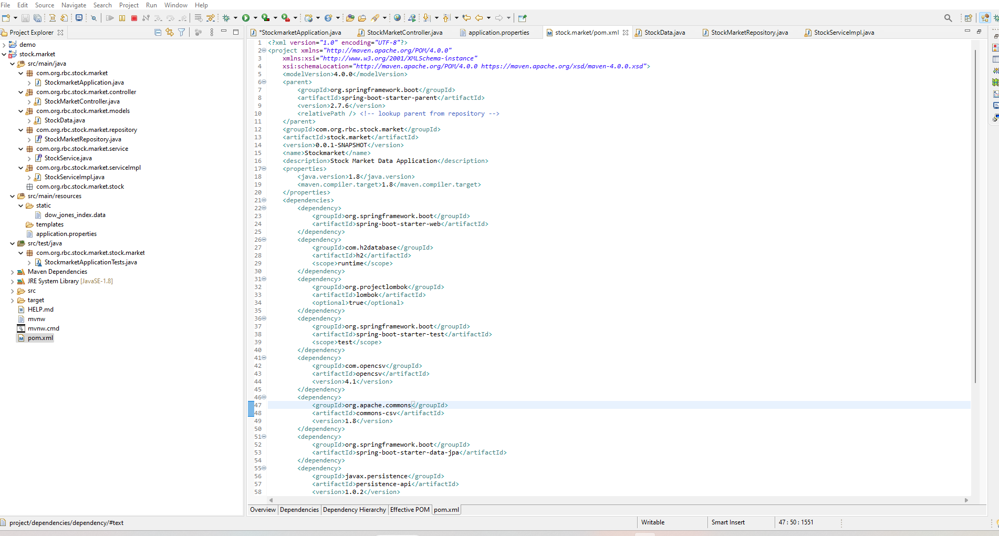 File Edit Source Navigate Search Project Run Window Help
Project Explorer
demo
stock.market
src/main/java
com.org.rbc.stock.market
StockmarketApplication.java
com.org.rbc.stock.market.controller
StockMarketController.java
com.org.rbc.stock.market.models
StockData.java
com.org.rbc.stock.market.repository
StockMarketRepository.java
com.org.rbc.stock.market.service
StockService.java
com.org.rbc.stock.market.serviceImpl
StockServiceImpl.java
com.org.rbc.stock.market.stock
src/main/resources
static
dow_jones_index.data
templates
application.properties
src/test/java
com.org.rbc.stock.market.stock.market
StockmarketApplicationTests.java
Maven Dependencies
JRE System Library [JavaSE-1.8]
src
target
HELP.md
mvnw
mvnw.cmd
pom.xml
*StockmarketApplication.java StockMarketController.java application.properties stock.market/pom.xml StockData.java StockMarketRepository.java StockServiceImpl.java
1 <?xml version="1.0" encoding="UTF-8"?>
2 <project xmlns="http://maven.apache.org/POM/4.0.0"
3 xmlns:xsi="http://www.w3.org/2001/XMLSchema-instance"
4 xsi:schemaLocation="http://maven.apache.org/POM/4.0.0 https://maven.apache.org/xsd/maven-4.0.0.xsd">
5 <modelVersion>4.0.0</modelVersion>
6 <parent>
7 <groupId>org.springframework.boot</groupId>
8 <artifactId>spring-boot-starter-parent</artifactId>
9 <version>2.7.6</version>
10 <relativePath /> <!-- lookup parent from repository -->
11 </parent>
12 <groupId>com.org.rbc.stock.market</groupId>
13 <artifactId>stock.market</artifactId>
14 <version>0.0.1-SNAPSHOT</version>
15 <name>Stockmarket</name>
16 <description>Stock Market Data Application</description>
17 <properties>
18 <java.version>1.8</java.version>
19 <maven.compiler.target>1.8</maven.compiler.target>
20 </properties>
21 <dependencies>
22 <dependency>
23 <groupId>org.springframework.boot</groupId>
24 <artifactId>spring-boot-starter-web</artifactId>
25 </dependency>
26 <dependency>
27 <groupId>com.h2database</groupId>
28 <artifactId>h2</artifactId>
29 <scope>runtime</scope>
30 </dependency>
31 <dependency>
32 <groupId>org.projectlombok</groupId>
33 <artifactId>lombok</artifactId>
34 <optional>true</optional>
35 </dependency>
36 <dependency>
37 <groupId>org.springframework.boot</groupId>
38 <artifactId>spring-boot-starter-test</artifactId>
39 <scope>test</scope>
40 </dependency>
41 <dependency>
42 <groupId>com.opencsv</groupId>
43 <artifactId>opencsv</artifactId>
44 <version>4.1</version>
45 </dependency>
46 <dependency>
47 <groupId>org.apache.commons</groupId>
48 <artifactId>commons-csv</artifactId>
49 <version>1.8</version>
50 </dependency>
51 <dependency>
52 <groupId>org.springframework.boot</groupId>
53 <artifactId>spring-boot-starter-data-jpa</artifactId>
54 </dependency>
55 <dependency>
56 <groupId>javax.persistence</groupId>
57 <artifactId>persistence-api</artifactId>
58 <version>1.0.2</version>
Overview Dependencies Dependency Hierarchy Effective POM pom.xml
project/dependencies/dependency/#text Writable Smart Insert 47 : 50 : 1551